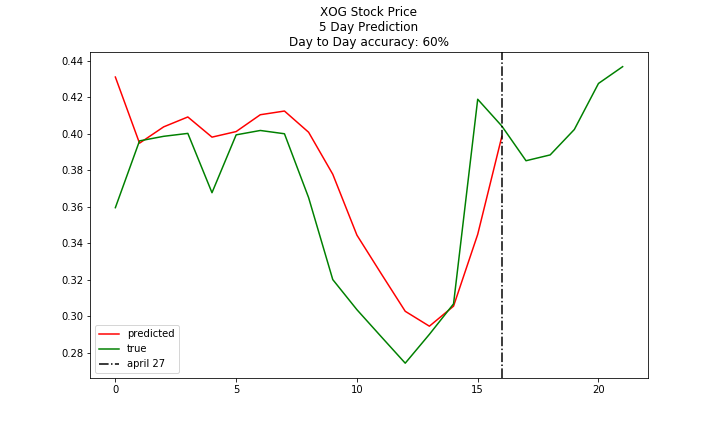 XOG Stock Price
5 Day Prediction
Day to Day accuracy: 60%
0.44
0.42
0.40
0.38
0.36
0.34
0.32
0.30
0.28
predicted
true
april 27
0
5
10
15
20